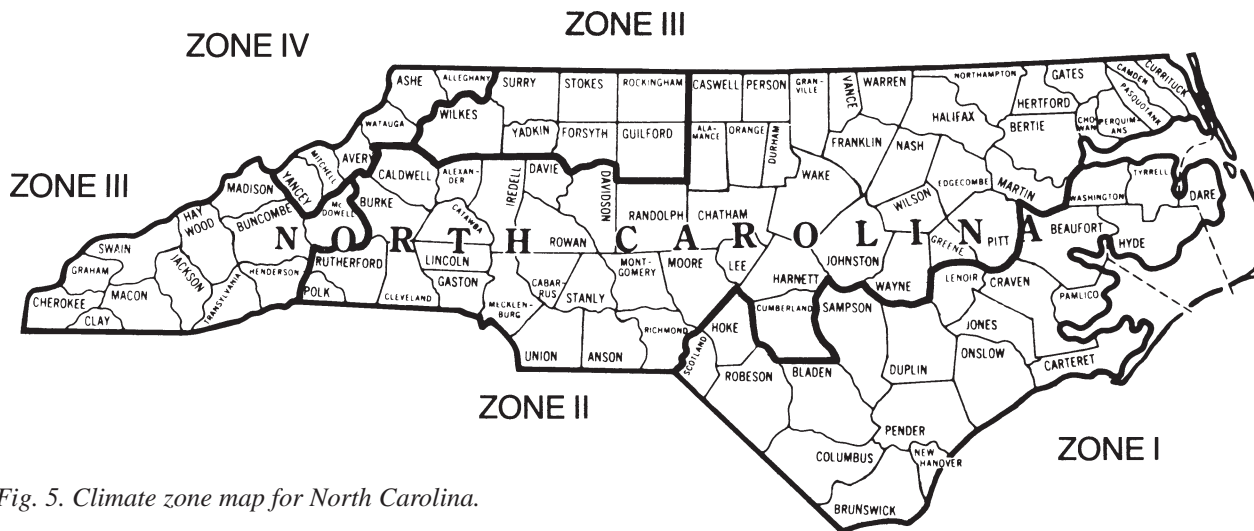 ZONE III
ZONE IV
ASHE
ALLEGHANY
SURRY
STOKES
ROCKINGHAM
CASWELL
PERSON
GRAN-
VILLE
VANCE
WARREN
NORTHAMPTON
GATES
CAMDEN
CURRITUCK
PASQUOTANK
HERTFORD
CHO
WAN
PERQUIM-
ANS
WILKES
WATAUGA
YADKIN
FORSYTH
GUILFORD
ALA-
MANCE
ORANGE
DURHAM
FRANKLIN
HALIFAX
BERTIE
NASH
ZONE III
MITCHELL
AVERY
YANCEY
CALDWELL
ALEXAN-
DER
IREDELL
DAVIE
DAVIDSON
WAKE
EDGECOMBE
MARTIN
WASHINGTON
TYRRELL
DARE
MADISON
BUNCOMBE
Mc
DOWELL
BURKE
CATAWBA
ROWAN
RANDOLPH
CHATHAM
WILSON
HAY
WOOD
NORTH CAROLINA
PITT
GREENE
BEAUFORT
HYDE
SWAIN
GRAHAM
JACKSON
HENDERSON
TRANSYLVANIA
RUTHERFORD
LINCOLN
GASTON
CABAR-
RUS
MONT-
GOMERY
MOORE
LEE
HARNETT
JOHNSTON
WAYNE
LENOIR
CRAVEN
PAMLICO
CHEROKEE
MACON
CLAY
POLK
CLEVELAND
MECKLEN-
BURG
STANLY
CUMBERLAND
SAMPSON
JONES
UNION
ANSON
RICHMOND
SCOTLAND
HOKE
ROBESON
BLADEN
DUPLIN
ONSLOW
CARTERET
ZONE II
PENDER
COLUMBUS
NEW
HANOVER
BRUNSWICK
ZONE I
Fig. 5. Climate zone map for North Carolina.